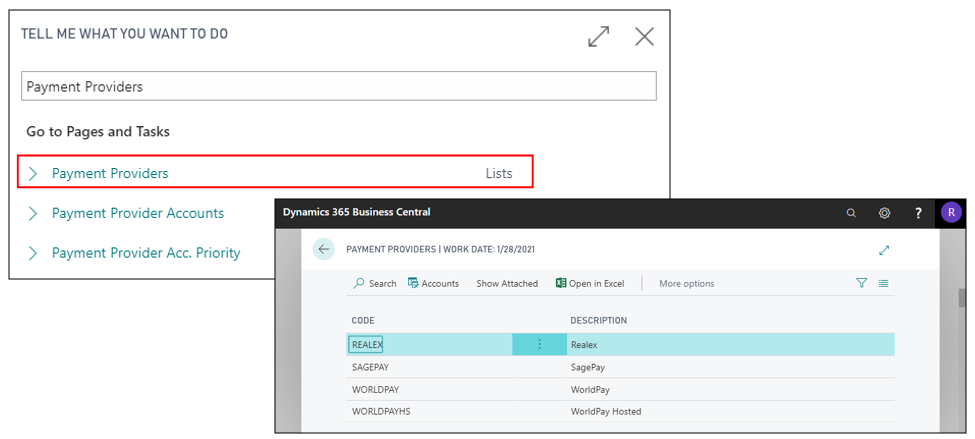 TELL ME WHAT YOU WANT TO DO
Payment Providers
Go to Pages and Tasks
Payment Providers Lists
Payment Provider Accounts
Payment Provider Acc. Priority
Dynamics 365 Business Central ? R
PAYMENT PROVIDERS | WORK DATE: 1/28/2021
Search Accounts Show Attached Open in Excel More options
CODE DESCRIPTION
REALEX Realex
SAGEPAY SagePay
WORLDPAY WorldPay
WORLDPAYHS WorldPay Hosted